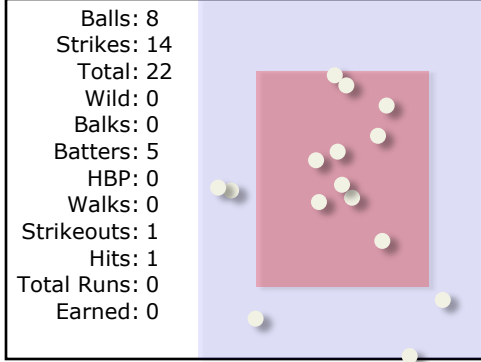 Balls: 8
Strikes: 14
Total: 22
Wild: 0
Balks: 0
Batters: 5
HBP: 0
Walks: 0
Strikeouts: 1
Hits: 1
Total Runs: 0
Earned: 0